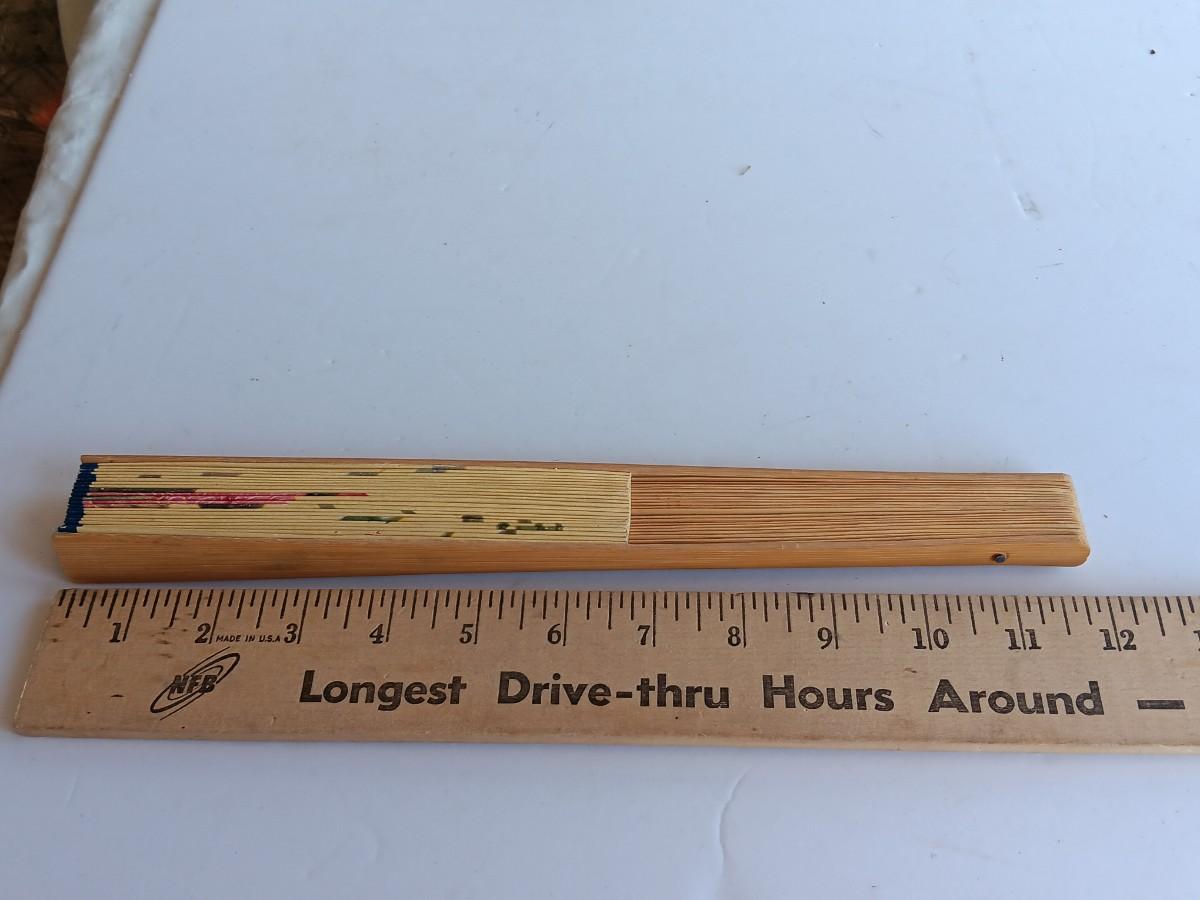 1 2 3 4 5 6 7 8 9 10 11 12
MADE IN U.S.A
NFB
Longest Drive-thru Hours Around —